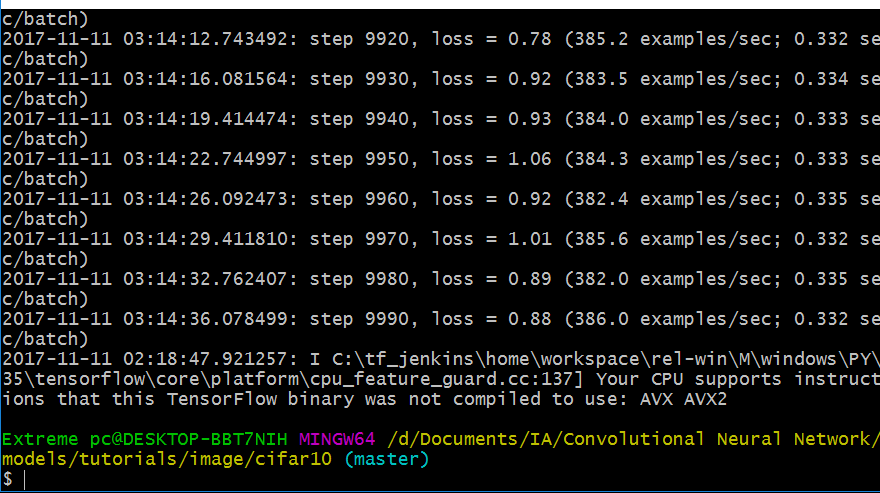 c/batch)
2017-11-11 03:14:12.743492: step 9920, loss = 0.78 (385.2 examples/sec; 0.332 se
c/batch)
2017-11-11 03:14:16.081564: step 9930, loss = 0.92 (383.5 examples/sec; 0.334 se
c/batch)
2017-11-11 03:14:19.414474: step 9940, loss = 0.93 (384.0 examples/sec; 0.333 se
c/batch)
2017-11-11 03:14:22.744997: step 9950, loss = 1.06 (384.3 examples/sec; 0.333 se
c/batch)
2017-11-11 03:14:26.092473: step 9960, loss = 0.92 (382.4 examples/sec; 0.335 se
c/batch)
2017-11-11 03:14:29.411810: step 9970, loss = 1.01 (385.6 examples/sec; 0.332 se
c/batch)
2017-11-11 03:14:32.762407: step 9980, loss = 0.89 (382.0 examples/sec; 0.335 se
c/batch)
2017-11-11 03:14:36.078499: step 9990, loss = 0.88 (386.0 examples/sec; 0.332 se
c/batch)
2017-11-11 02:18:47.921257: I C:\tf_jenkins\home\workspace\rel-win\M\windows\PY\
35\tensorflow\core\platform\cpu_feature_guard.cc:137] Your CPU supports instruct
ions that this TensorFlow binary was not compiled to use: AVX AVX2
Extreme pc@DESKTOP-BBT7NIH MINGW64 /d/Documents/IA/Convolutional Neural Network/
models/tutorials/image/cifar10 (master)
$